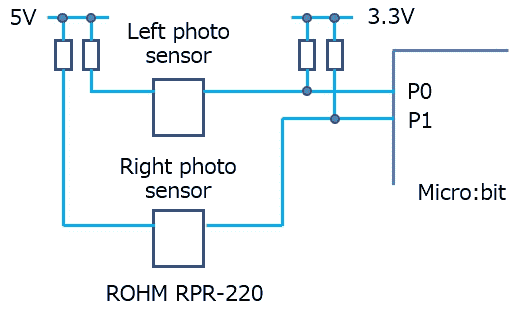 5V
3.3V
Left photo
sensor
P0
P1
Right photo
sensor
Micro:bit
ROHM RPR-220